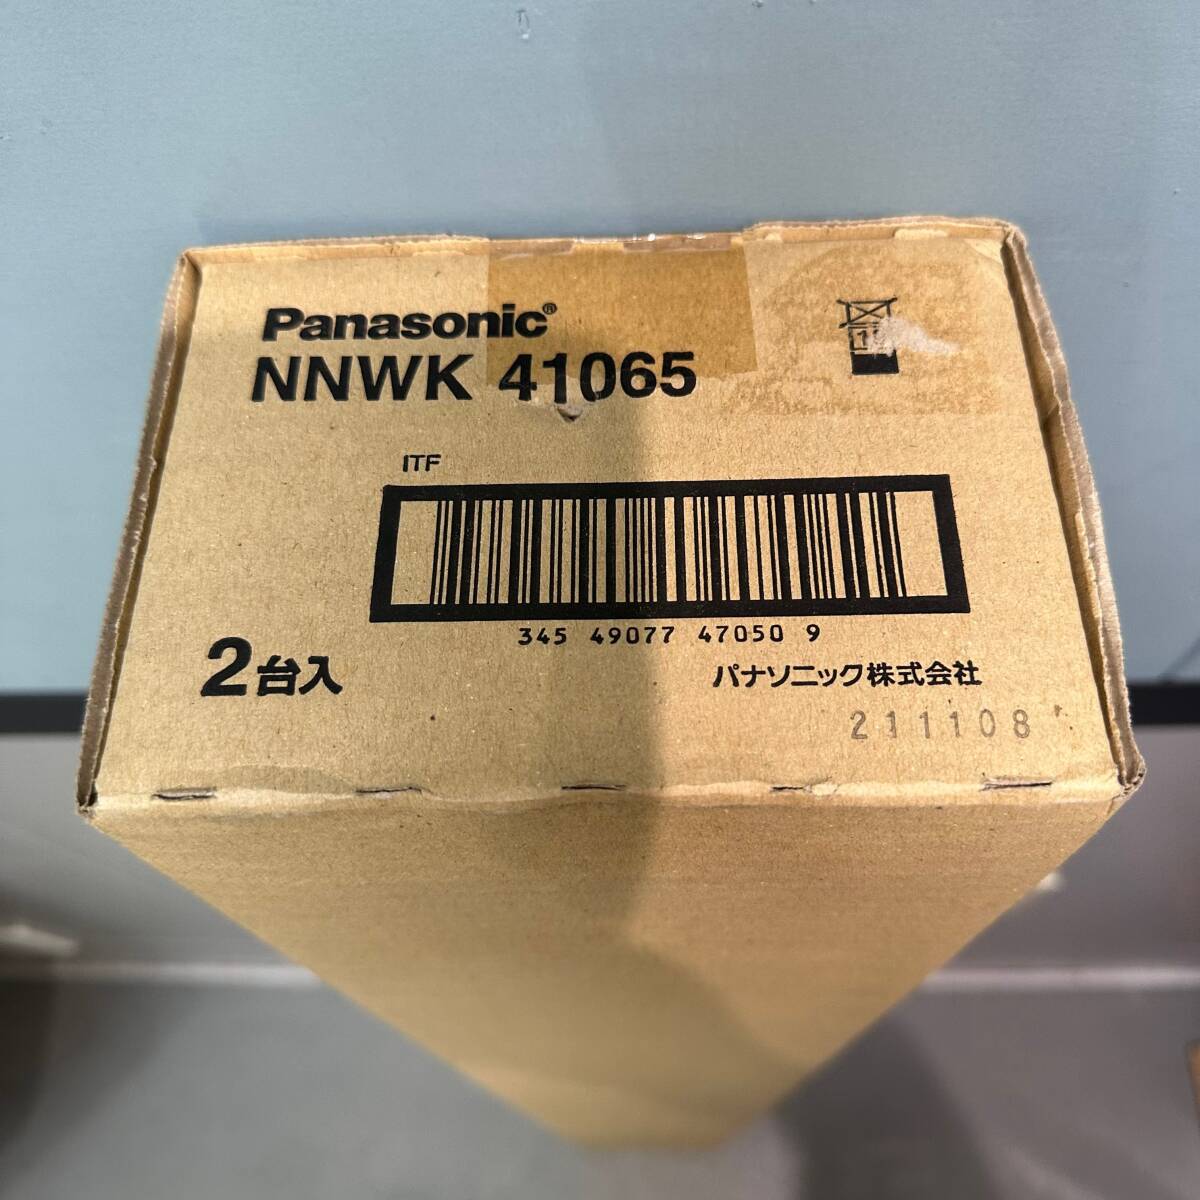 Panasonic®
NNWK 41065
ITF
345 49077 47050 9
2台入
パナソニック株式会社
211108